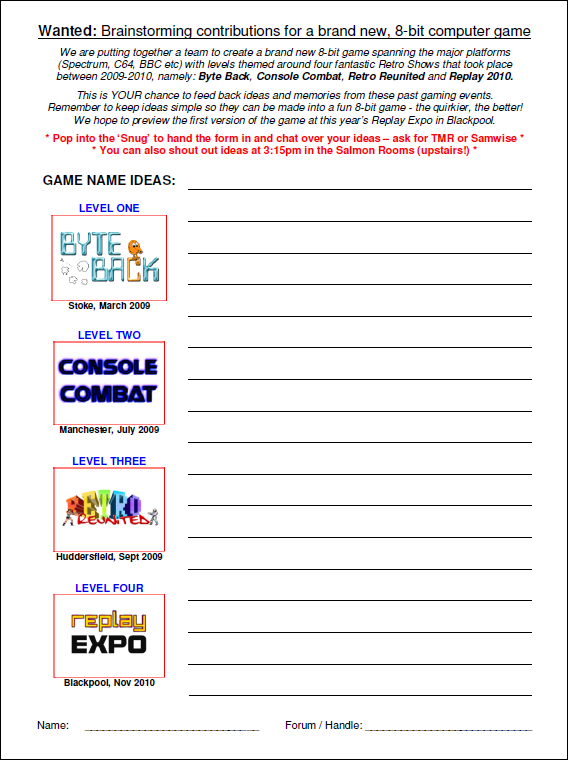 Wanted: Brainstorming contributions for a brand new, 8-bit computer game
We are putting together a team to create a brand new 8-bit game spanning the major platforms
(Spectrum, C64, BBC etc) with levels themed around four fantastic Retro Shows that took place
between 2009-2010, namely: Byte Back, Console Combat, Retro Reunited and Replay 2010.
This is YOUR chance to feed back ideas and memories from these past gaming events.
Remember to keep ideas simple so they can be made into a fun 8-bit game - the quirkier, the better!
We hope to preview the first version of the game at this year's Replay Expo in Blackpool.
* Pop into the 'Snug' to hand the form in and chat over your ideas – ask for TMR or Samwise *
* You can also shout out ideas at 3:15pm in the Salmon Rooms (upstairs!) *
GAME NAME IDEAS:
LEVEL ONE
BYTE
BACK
Stoke, March 2009
LEVEL TWO
CONSOLE
COMBAT
Manchester, July 2009
LEVEL THREE
RETRO
REUNITED
Huddersfield, Sept 2009
LEVEL FOUR
replay
EXPO
Blackpool, Nov 2010
Name: Forum / Handle: